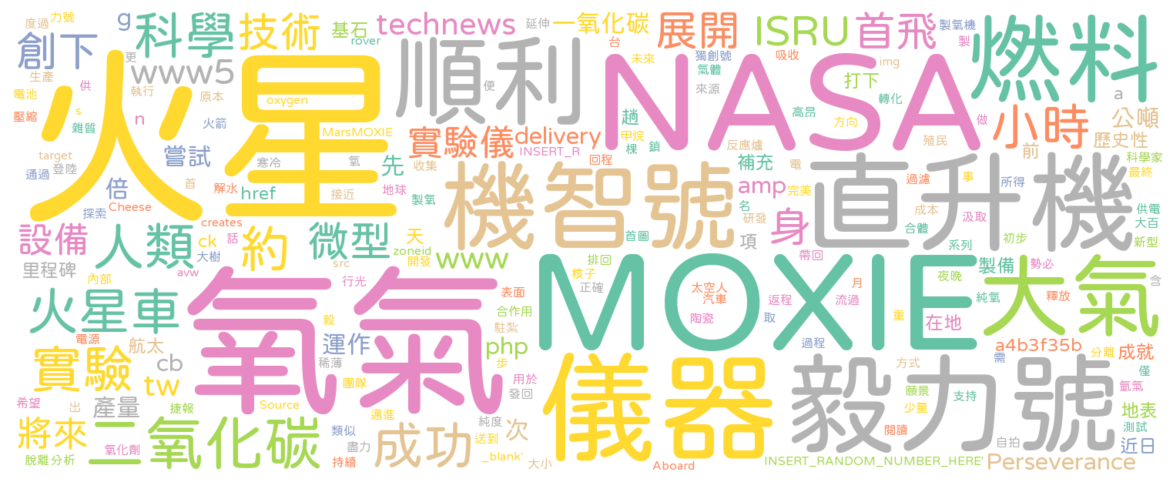 度過 力號 g 科學 技術 基石 technews 延伸 一氧化碳 展開 ISRU 首飛 製氧機 燃料
創下 rover 台 未來 獨創號 吸收 img 製
生產 更 www5 順利 便 氣體 來源 打下 轉化 a
電池 供 執行 原本 oxygen NASA 高品 方向 做 公噸
壓縮 s n 火箭 MarsMOXIE 實驗儀 delivery 趟 甲烷 棵 鎖 小時 歷史性
雜質 火星 INSERT_R 反應爐 殖民 前 科學家
target 登陸 嘗試 寒冷 氫 先 回程 補充 電 直升機 過濾 事 所得 最終
通過 倍 首 收集 機智號 amp 完美
探索 Cheese 解水 href 接近 地球 製氧 名 身 成本 汲取 供電
設備 人類 creates 約 微型 天 研發 項 合體 系列 初步 大百
ck 話 大樹 zoneid 開發 首圖 排回 帶回 新型
里程碑 內部 avw src www 核子 MOXIE 夜晚 製備 勢必 含
火星車 氧氣 行光 正確 太空人 返程 流過 月 純氧 釋放 大氣
電源 表面 合作用 汽車 取 重 在地
航太 運作 毅 駐紮 php 陶瓷 過程 需 a4b3f35b 分離 成就
實驗 cb 稀薄 步 儀器 毅力號 方式 僅
tw 團隊 用於 願景 支持 氬氣
希望 出 產量 捷報 Source 邁進 發回 少量 地表
將來 二氧化碳 類似 盡力 成功 純度 送到 次 閱讀 測試
氧化劑 _blank' 自拍 近日
脫離 分析 持續 大小 Aboard INSERT_RANDOM_NUMBER_HERE' Perseverance